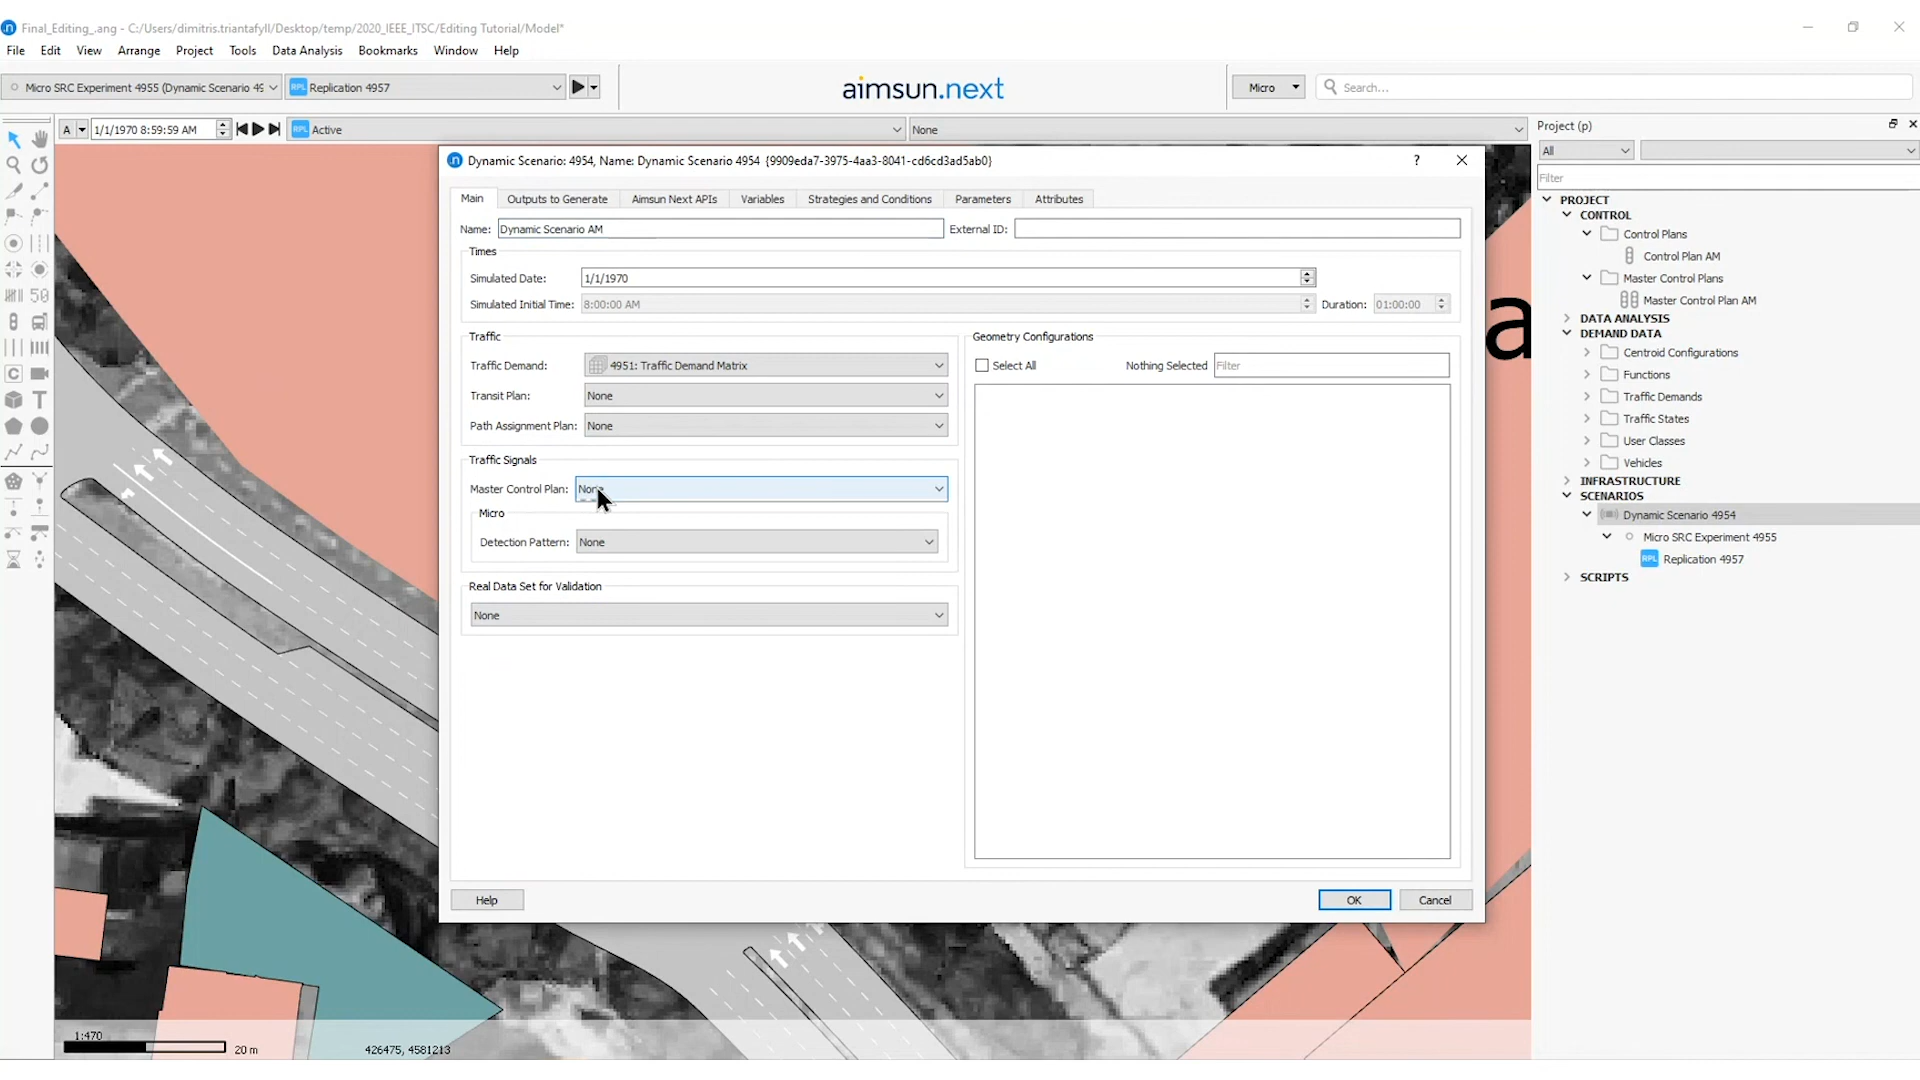 Final_Editing_.ang - C:/Users/dimitris.triantafyll/Desktop/temp/2020_IEEE_ITSC/Editing Tutorial/Model*
File Edit View Arrange Project Tools Data Analysis Bookmarks Window Help
Micro SRC Experiment 4955 (Dynamic Scenario 49
RPL Replication 4957
aimsun.next
Micro
Search...
A 1/1/1970 8:59:59 AM
RPL Active
None
Project (p)
All
Filter
Dynamic Scenario: 4954, Name: Dynamic Scenario 4954 {9909eda7-3975-4aa3-8041-cd6cd3ad5ab0}
?
Main Outputs to Generate Aimsun Next APIs Variables Strategies and Conditions Parameters Attributes
Name: Dynamic Scenario AM External ID:
Times
Simulated Date: 1/1/1970
Simulated Initial Time: 8:00:00 AM Duration: 01:00:00
Traffic
Traffic Demand: 4951: Traffic Demand Matrix
Transit Plan: None
Path Assignment Plan: None
Traffic Signals
Master Control Plan: None
Micro
Detection Pattern: None
Real Data Set for Validation
None
Geometry Configurations
Select All Nothing Selected Filter
Help OK Cancel
a
PROJECT
CONTROL
Control Plans
Control Plan AM
Master Control Plans
Master Control Plan AM
DATA ANALYSIS
DEMAND DATA
Centroid Configurations
Functions
Traffic Demands
Traffic States
User Classes
Vehicles
INFRASTRUCTURE
SCENARIOS
Dynamic Scenario 4954
Micro SRC Experiment 4955
RPL Replication 4957
SCRIPTS
50
C
T
1:470
20 m
426475, 4581213